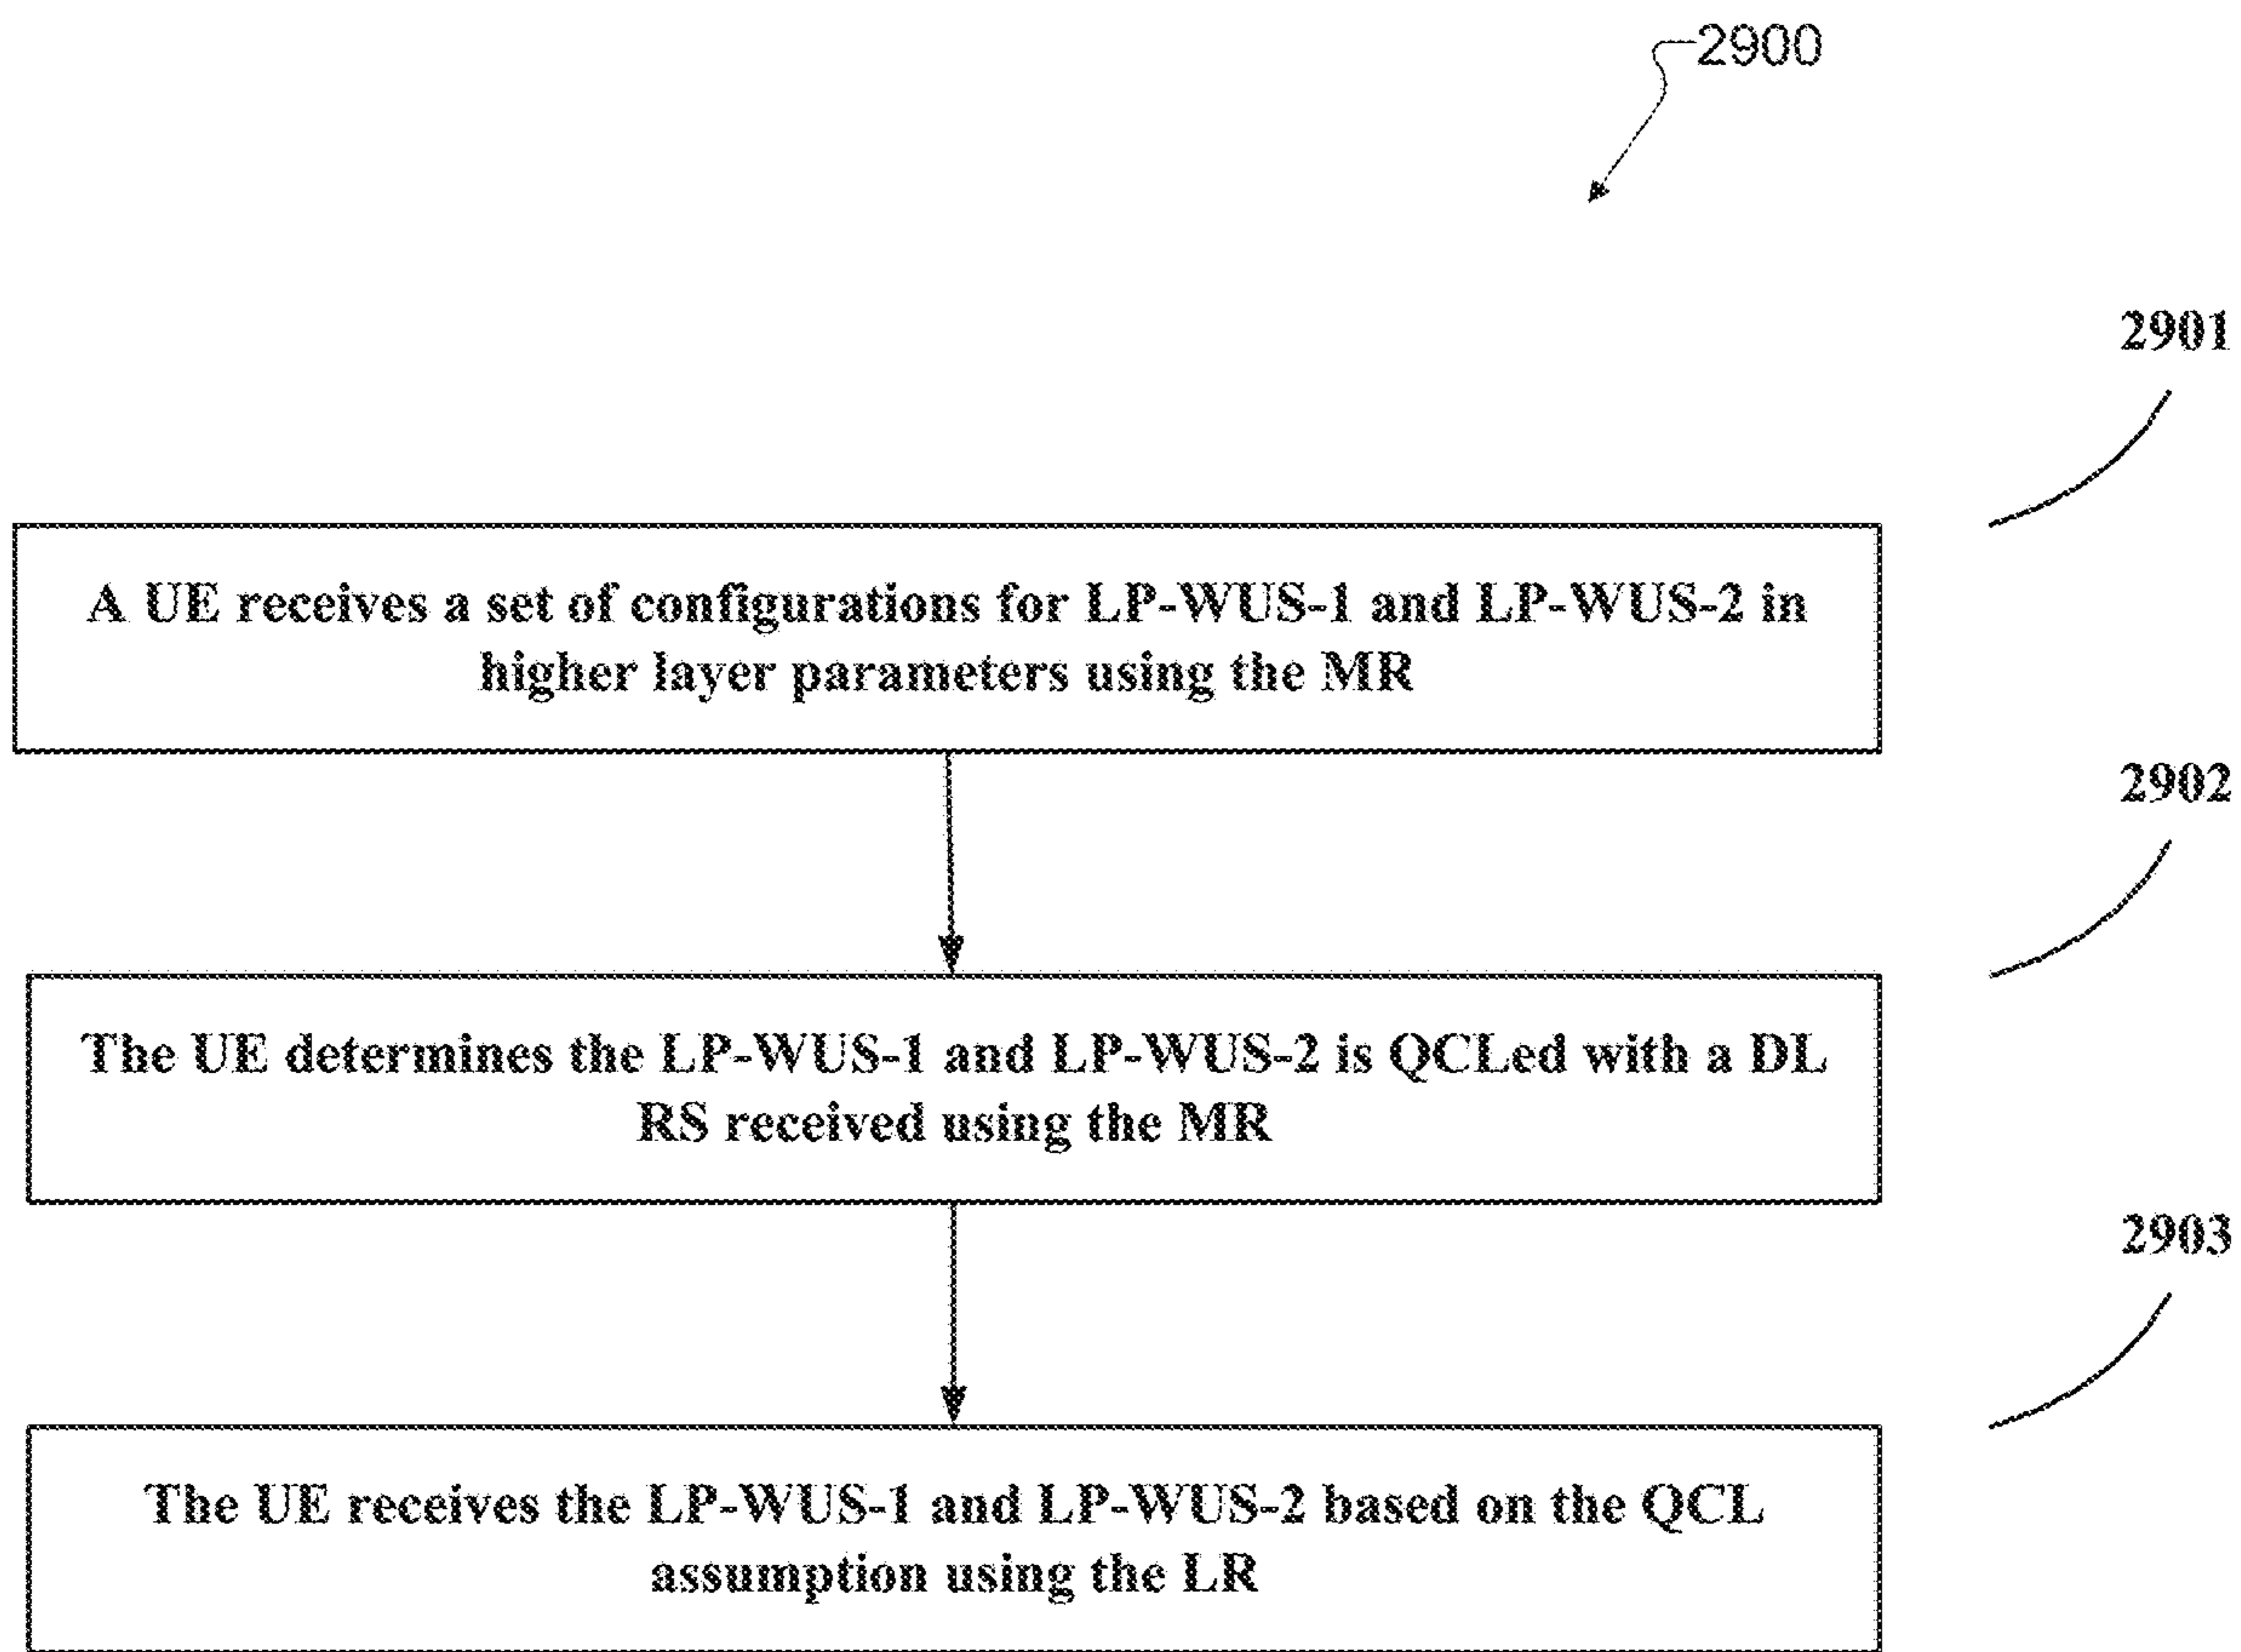 2900
2901
A UE receives a set of configurations for LP-WUS-1 and LP-WUS-2 in
higher layer parameters using the MR
2902
The UE determines the LP-WUS-1 and LP-WUS-2 is QCLed with a DL
RS received using the MR
2903
The UE receives the LP-WUS-1 and LP-WUS-2 based on the QCL
assumption using the LR